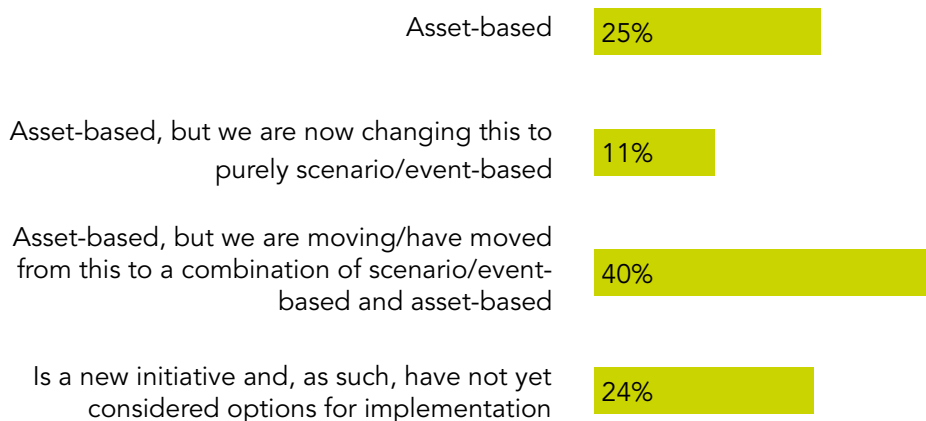 Asset-based
25%
Asset-based, but we are now changing this to
purely scenario/event-based
11%
Asset-based, but we are moving/have moved
from this to a combination of scenario/event-
based and asset-based
40%
Is a new initiative and, as such, have not yet
considered options for implementation
24%